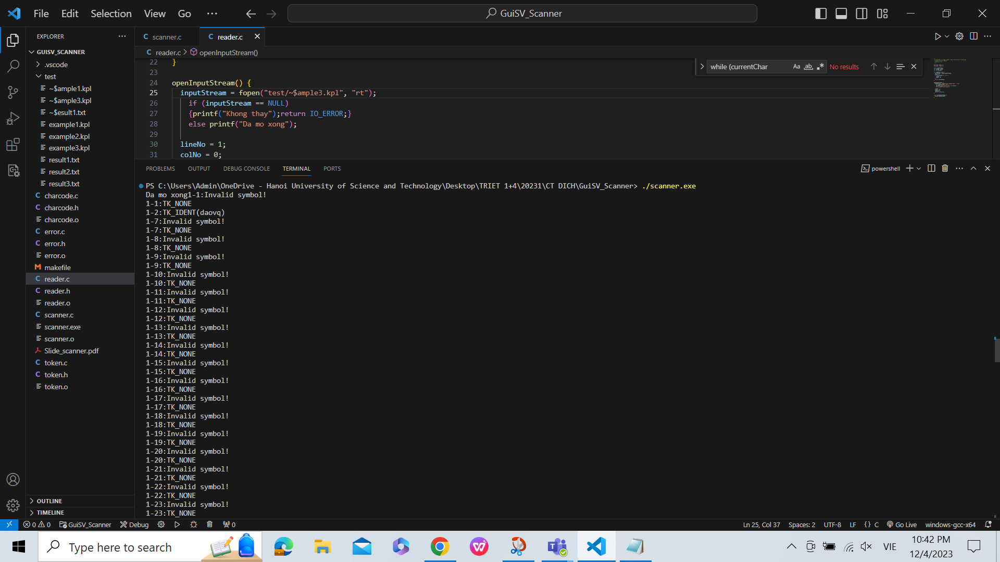 File Edit Selection View Go ··· GuiSV_Scanner
EXPLORER ···
GUISV_SCANNER
.vscode
test
~$ample1.kpl
~$ample3.kpl
~$esult1.txt
example1.kpl
example2.kpl
example3.kpl
result1.txt
result2.txt
result3.txt
C charcode.c
C charcode.h
charcode.o
C error.c
C error.h
error.o
M makefile
C reader.c
C reader.h
reader.o
C scanner.c
scanner.exe
scanner.o
Slide_scanner.pdf
C token.c
C token.h
token.o
OUTLINE
TIMELINE
C scanner.c C reader.c
C reader.c > openInputStream()
while (currentChar Aa ab No results
22 }
23
24 openInputStream() {
25 inputStream = fopen("test/~$ample3.kpl", "rt");
26 if (inputStream == NULL)
27 {printf("Khong thay");return IO_ERROR;}
28 else printf("Da mo xong");
29
30 lineNo = 1;
31 colNo = 0;
PROBLEMS OUTPUT DEBUG CONSOLE TERMINAL PORTS powershell
PS C:\Users\Admin\OneDrive - Hanoi University of Science and Technology\Desktop\TRIET 1+4\20231\CT DICH\GuiSV_Scanner> ./scanner.exe
Da mo xong1-1:Invalid symbol!
1-1:TK_NONE
1-2:TK_IDENT(daovq)
1-7:Invalid symbol!
1-7:TK_NONE
1-8:Invalid symbol!
1-8:TK_NONE
1-9:Invalid symbol!
1-9:TK_NONE
1-10:Invalid symbol!
1-10:TK_NONE
1-11:Invalid symbol!
1-11:TK_NONE
1-12:Invalid symbol!
1-12:TK_NONE
1-13:Invalid symbol!
1-13:TK_NONE
1-14:Invalid symbol!
1-14:TK_NONE
1-15:Invalid symbol!
1-15:TK_NONE
1-16:Invalid symbol!
1-16:TK_NONE
1-17:Invalid symbol!
1-17:TK_NONE
1-18:Invalid symbol!
1-18:TK_NONE
1-19:Invalid symbol!
1-19:TK_NONE
1-20:Invalid symbol!
1-20:TK_NONE
1-21:Invalid symbol!
1-21:TK_NONE
1-22:Invalid symbol!
1-22:TK_NONE
1-23:Invalid symbol!
1-23:TK_NONE
0 0 GuiSV_Scanner Debug 0 Ln 25, Col 37 Spaces: 2 UTF-8 LF {} C Go Live windows-gcc-x64
Type here to search VIE 10:42 PM
12/4/2023